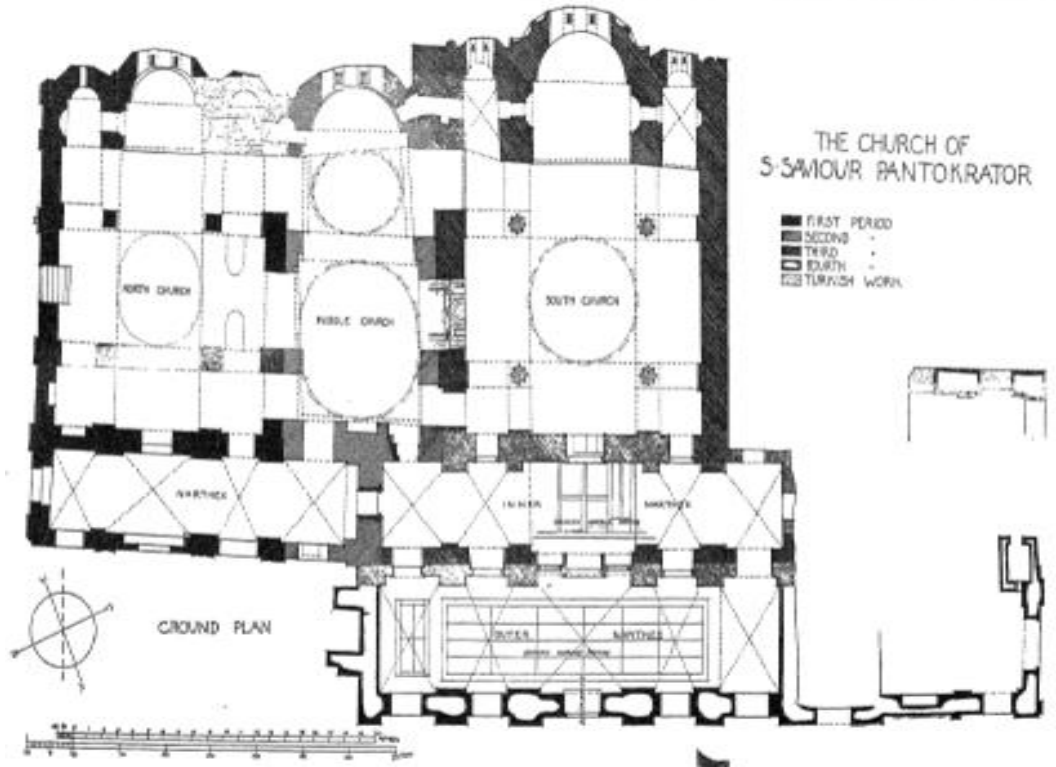 THE CHURCH OF
S·SAVIOUR PANTOKRATOR
FIRST PERIOD
SECOND "
THIRD "
FOURTH "
TURKISH WORK
NORTH CHURCH
MIDDLE CHURCH
SOUTH CHURCH
NARTHEX
INNER NARTHEX
GROUND PLAN
OUTER NARTHEX